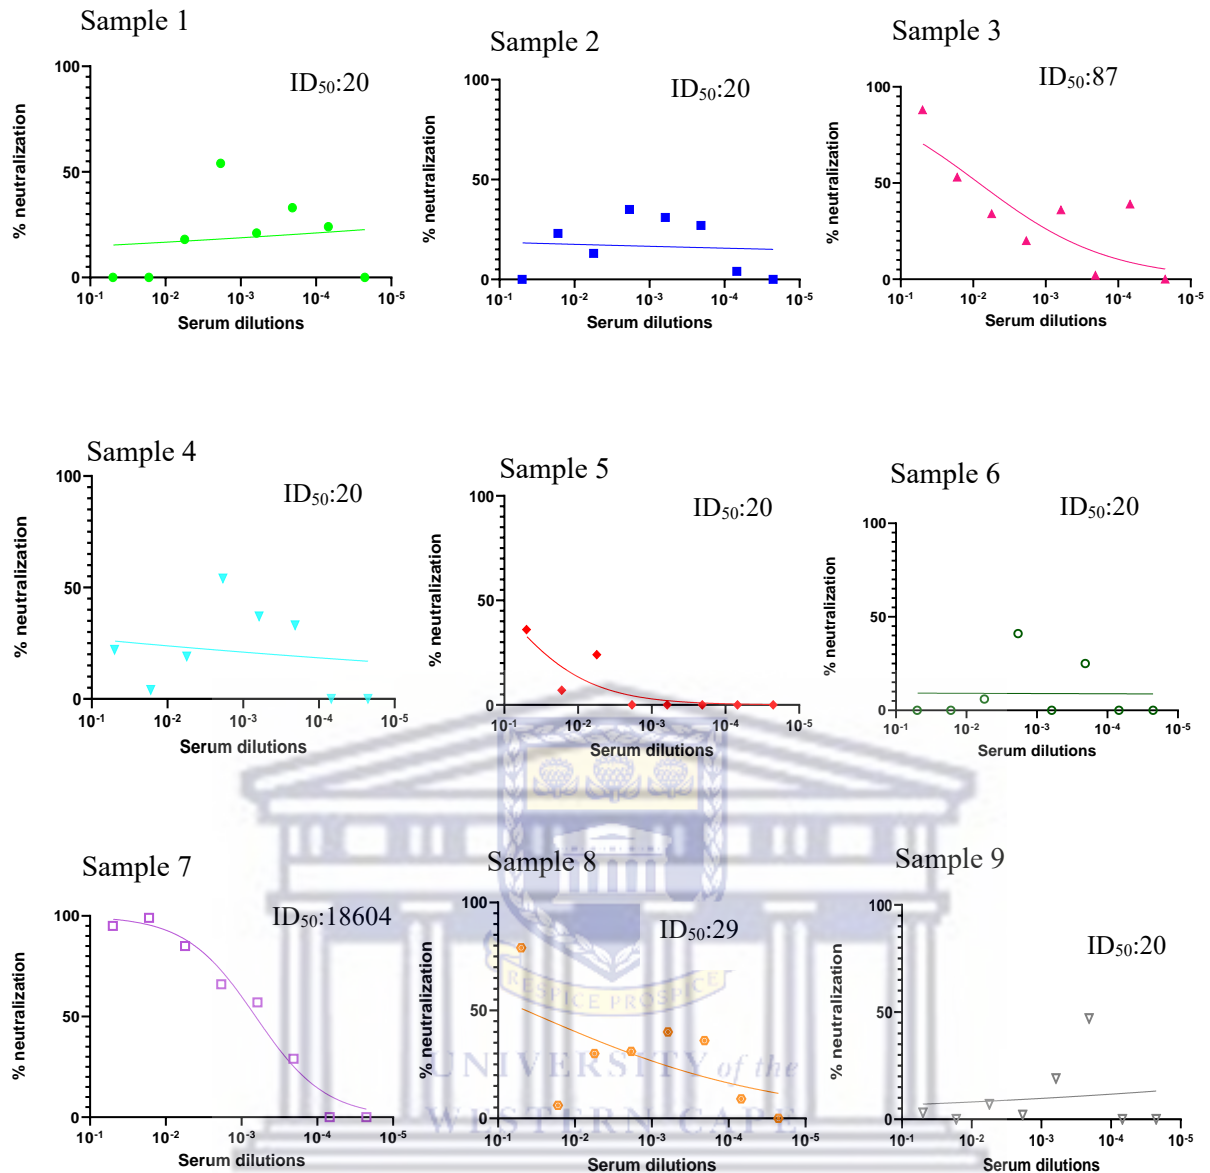 Sample 1
ID50:20
% neutralization
100
50
0
10-1 10-2 10-3 10-4 10-5
Serum dilutions
Sample 2
ID50:20
% neutralization
100
50
0
10-1 10-2 10-3 10-4 10-5
Serum dilutions
Sample 3
ID50:87
% neutralization
100
50
0
10-1 10-2 10-3 10-4 10-5
Serum dilutions
Sample 4
ID50:20
% neutralization
100
50
0
10-1 10-2 10-3 10-4 10-5
Serum dilutions
Sample 5
ID50:20
% neutralization
100
50
0
10-1 10-2 10-3 10-4 10-5
Serum dilutions
Sample 6
ID50:20
% neutralization
100
50
0
10-1 10-2 10-3 10-4 10-5
Serum dilutions
Sample 7
ID50:18604
% neutralization
100
50
0
10-1 10-2 10-3 10-4 10-5
Serum dilutions
Sample 8
ID50:29
% neutralization
100
50
0
10-1 10-2 10-3 10-4 10-5
Serum dilutions
Sample 9
ID50:20
% neutralization
100
50
0
10-1 10-2 10-3 10-4 10-5
Serum dilutions
RESPICE PROSPICE
UNIVERSITY of the
WESTERN CAPE